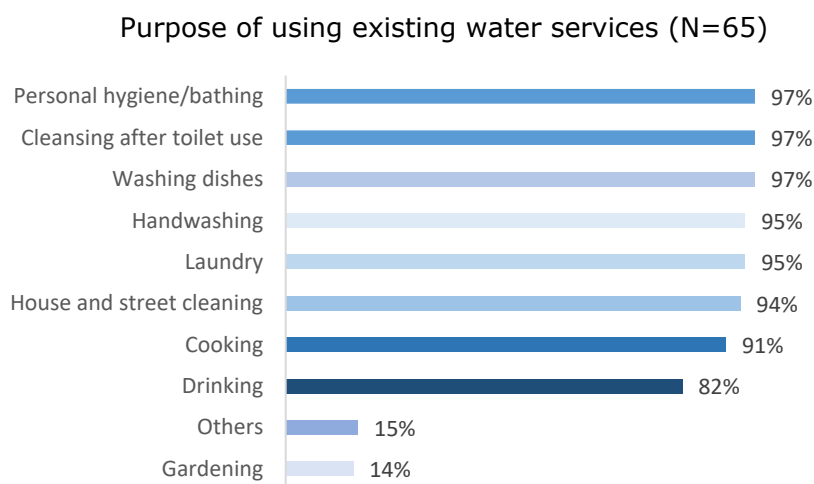 Purpose of using existing water services (N=65)
Personal hygiene/bathing 97%
Cleansing after toilet use 97%
Washing dishes 97%
Handwashing 95%
Laundry 95%
House and street cleaning 94%
Cooking 91%
Drinking 82%
Others 15%
Gardening 14%